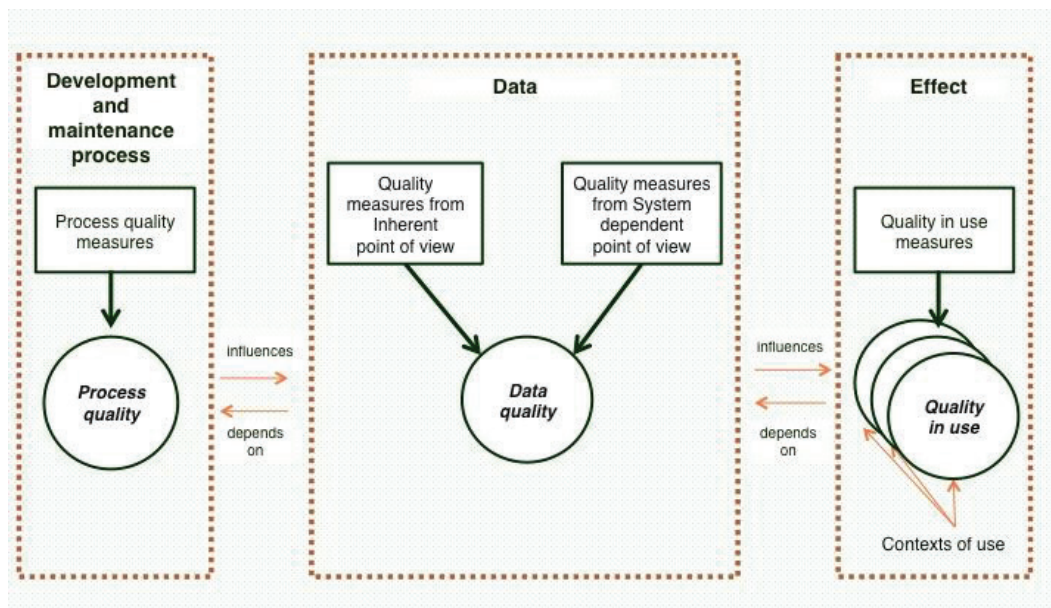 Development
and
maintenance
process
Process quality
measures
Process
quality
influences
depends
on
Data
Quality
measures from
Inherent
point of view
Quality measures
from System
dependent
point of view
Data
quality
influences
depends
on
Effect
Quality in use
measures
Quality
in use
Contexts of use